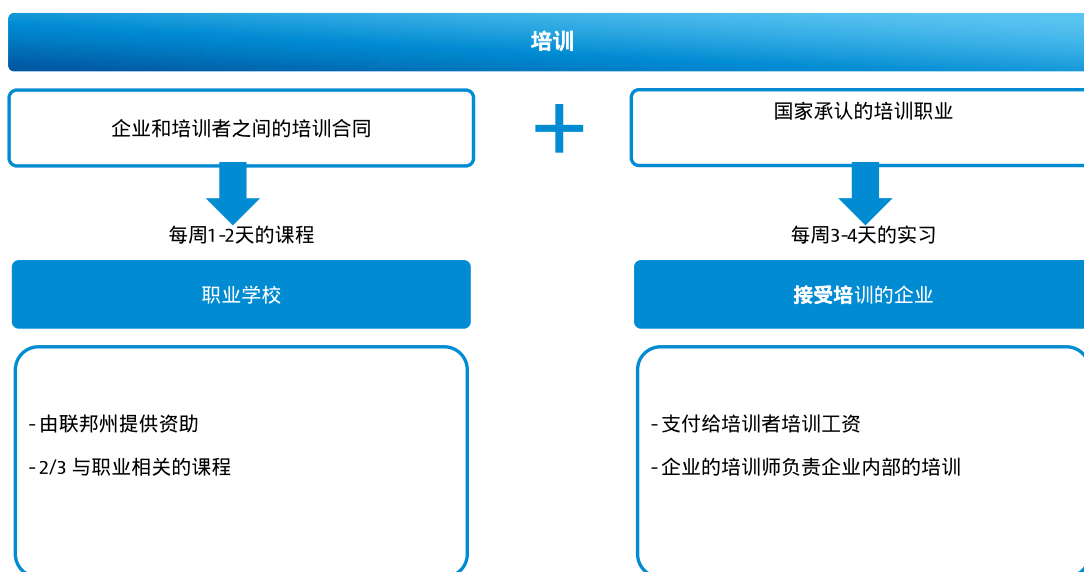 培训
企业和培训者之间的培训合同
国家承认的培训职业
每周1-2天的课程
每周3-4天的实习
职业学校
接受培训的企业
-由联邦州提供资助
-2/3 与职业相关的课程
-支付给培训者培训工资
-企业的培训师负责企业内部的培训